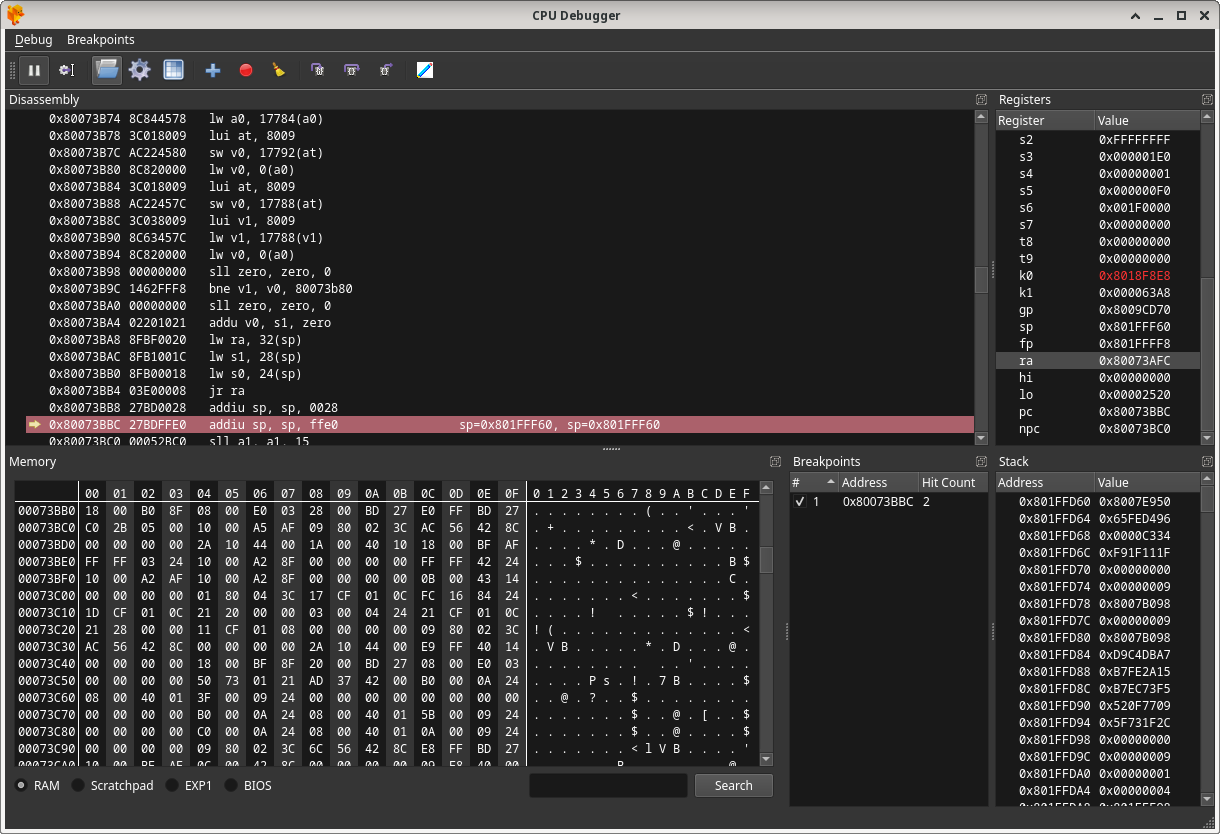 CPU Debugger
Debug Breakpoints
Disassembly
0x80073B74 8C844578 lw a0, 17784(a0)
0x80073B78 3C018009 lui at, 8009
0x80073B7C AC224580 sw v0, 17792(at)
0x80073B80 8C820000 lw v0, 0(a0)
0x80073B84 3C018009 lui at, 8009
0x80073B88 AC22457C sw v0, 17788(at)
0x80073B8C 3C038009 lui v1, 8009
0x80073B90 8C63457C lw v1, 17788(v1)
0x80073B94 8C820000 lw v0, 0(a0)
0x80073B98 00000000 sll zero, zero, 0
0x80073B9C 1462FFF8 bne v1, v0, 80073b80
0x80073BA0 00000000 sll zero, zero, 0
0x80073BA4 02201021 addu v0, s1, zero
0x80073BA8 8FBF0020 lw ra, 32(sp)
0x80073BAC 8FB1001C lw s1, 28(sp)
0x80073BB0 8FB00018 lw s0, 24(sp)
0x80073BB4 03E00008 jr ra
0x80073BB8 27BD0028 addiu sp, sp, 0028
0x80073BBC 27BDFFE0 addiu sp, sp, ffe0 sp=0x801FFF60, sp=0x801FFF60
0x80073BC0 00052BC0 sll a1, a1, 15
Registers
Register Value
s2 0xFFFFFFFF
s3 0x000001E0
s4 0x00000001
s5 0x000000F0
s6 0x001F0000
s7 0x00000000
t8 0x00000000
t9 0x00000000
k0 0x8018F8E8
k1 0x000063A8
gp 0x8009CD70
sp 0x801FFF60
fp 0x801FFFF8
ra 0x80073AFC
hi 0x00000000
lo 0x00002520
pc 0x80073BBC
npc 0x80073BC0
Memory
00 01 02 03 04 05 06 07 08 09 0A 0B 0C 0D 0E 0F 0 1 2 3 4 5 6 7 8 9 A B C D E F
00073BB0 18 00 B0 8F 08 00 E0 03 28 00 BD 27 E0 FF BD 27 . . . . . . . . ( . . ' . . . '
00073BC0 C0 2B 05 00 10 00 A5 AF 09 80 02 3C AC 56 42 8C . + . . . . . . . . . < . V B .
00073BD0 00 00 00 00 2A 10 44 00 1A 00 40 10 18 00 BF AF . . . . * . D . . . @ . . . . .
00073BE0 FF FF 03 24 10 00 A2 8F 00 00 00 00 FF FF 42 24 . . . $ . . . . . . . . . . B $
00073BF0 10 00 A2 AF 10 00 A2 8F 00 00 00 00 0B 00 43 14 . . . . . . . . . . . . . . C .
00073C00 00 00 00 00 01 80 04 3C 17 CF 01 0C FC 16 84 24 . . . . . . . < . . . . . . . $
00073C10 1D CF 01 0C 21 20 00 00 03 00 04 24 21 CF 01 0C . . . . ! . . . . . . $ ! . . .
00073C20 21 28 00 00 11 CF 01 08 00 00 00 00 09 80 02 3C ! ( . . . . . . . . . . . . . <
00073C30 AC 56 42 8C 00 00 00 00 2A 10 44 00 E9 FF 40 14 . V B . . . . . * . D . . . @ .
00073C40 00 00 00 00 18 00 BF 8F 20 00 BD 27 08 00 E0 03 . . . . . . . . . . ' . . . .
00073C50 00 00 00 00 50 73 01 21 AD 37 42 00 B0 00 0A 24 . . . . P s . ! . 7 B . . . . $
00073C60 08 00 40 01 3F 00 09 24 00 00 00 00 00 00 00 00 . . @ . ? . . $ . . . . . . . .
00073C70 00 00 00 00 B0 00 0A 24 08 00 40 01 5B 00 09 24 . . . . . . . $ . . @ . [ . . $
00073C80 00 00 00 00 C0 00 0A 24 08 00 40 01 0A 00 09 24 . . . . . . . $ . . @ . . . . $
00073C90 00 00 00 00 09 80 02 3C 6C 56 42 8C E8 FF BD 27 . . . . . . . < l V B . . . . '
RAM Scratchpad EXP1 BIOS Search
Breakpoints
# Address Hit Count
1 0x80073BBC 2
Stack
Address Value
0x801FFD60 0x8007E950
0x801FFD64 0x65FED496
0x801FFD68 0x0000C334
0x801FFD6C 0xF91F111F
0x801FFD70 0x00000000
0x801FFD74 0x00000009
0x801FFD78 0x8007B098
0x801FFD7C 0x00000009
0x801FFD80 0x8007B098
0x801FFD84 0xD9C4DBA7
0x801FFD88 0xB7FE2A15
0x801FFD8C 0xB7EC73F5
0x801FFD90 0x520F7709
0x801FFD94 0x5F731F2C
0x801FFD98 0x00000000
0x801FFD9C 0x00000009
0x801FFDA0 0x00000001
0x801FFDA4 0x00000004